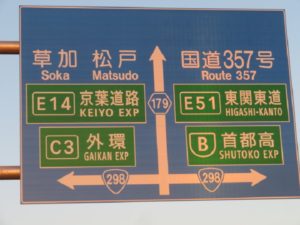 草加 松戸
Soka Matsudo
国道357号
Route 357
179
E14 京葉道路
KEIYO EXP
E51 東関東道
HIGASHI-KANTO
C3 外環
GAIKAN EXP
B 首都高
SHUTOKO EXP
298
298